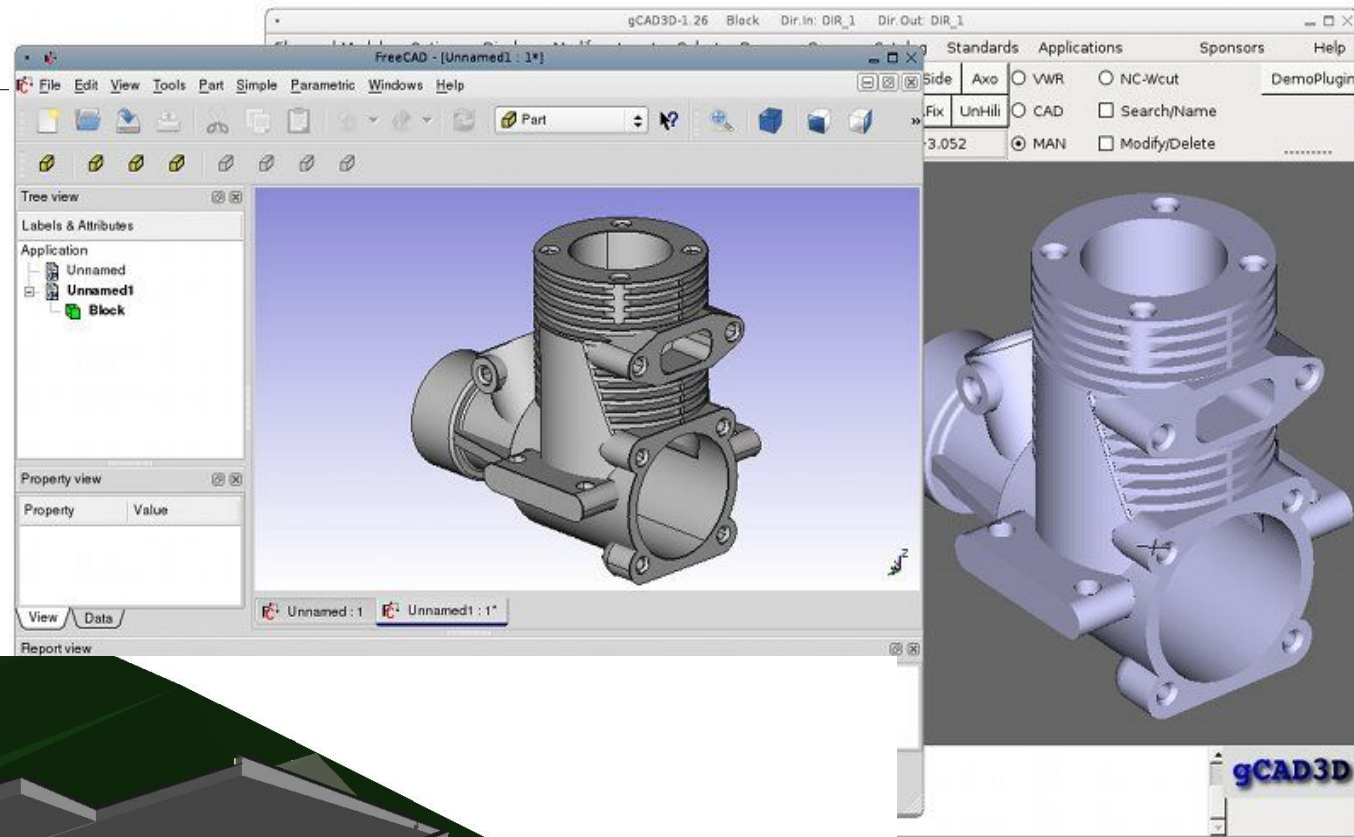 gCAD3D-1.26 Block Dir.In: DIR_1 Dir.Out: DIR_1
Standards Applications Sponsors Help
Side Axo VWR NC-Wcut DemoPlugin
Fix UnHili CAD Search/Name
3.052 MAN Modify/Delete
FreeCAD - [Unnamed1 : 1*]
File Edit View Tools Part Simple Parametric Windows Help
Part
Tree view
Labels & Attributes
Application
Unnamed
Unnamed1
Block
Property view
Property Value
View Data
Unnamed : 1 Unnamed1 : 1*
Report view
Z
gCAD3D